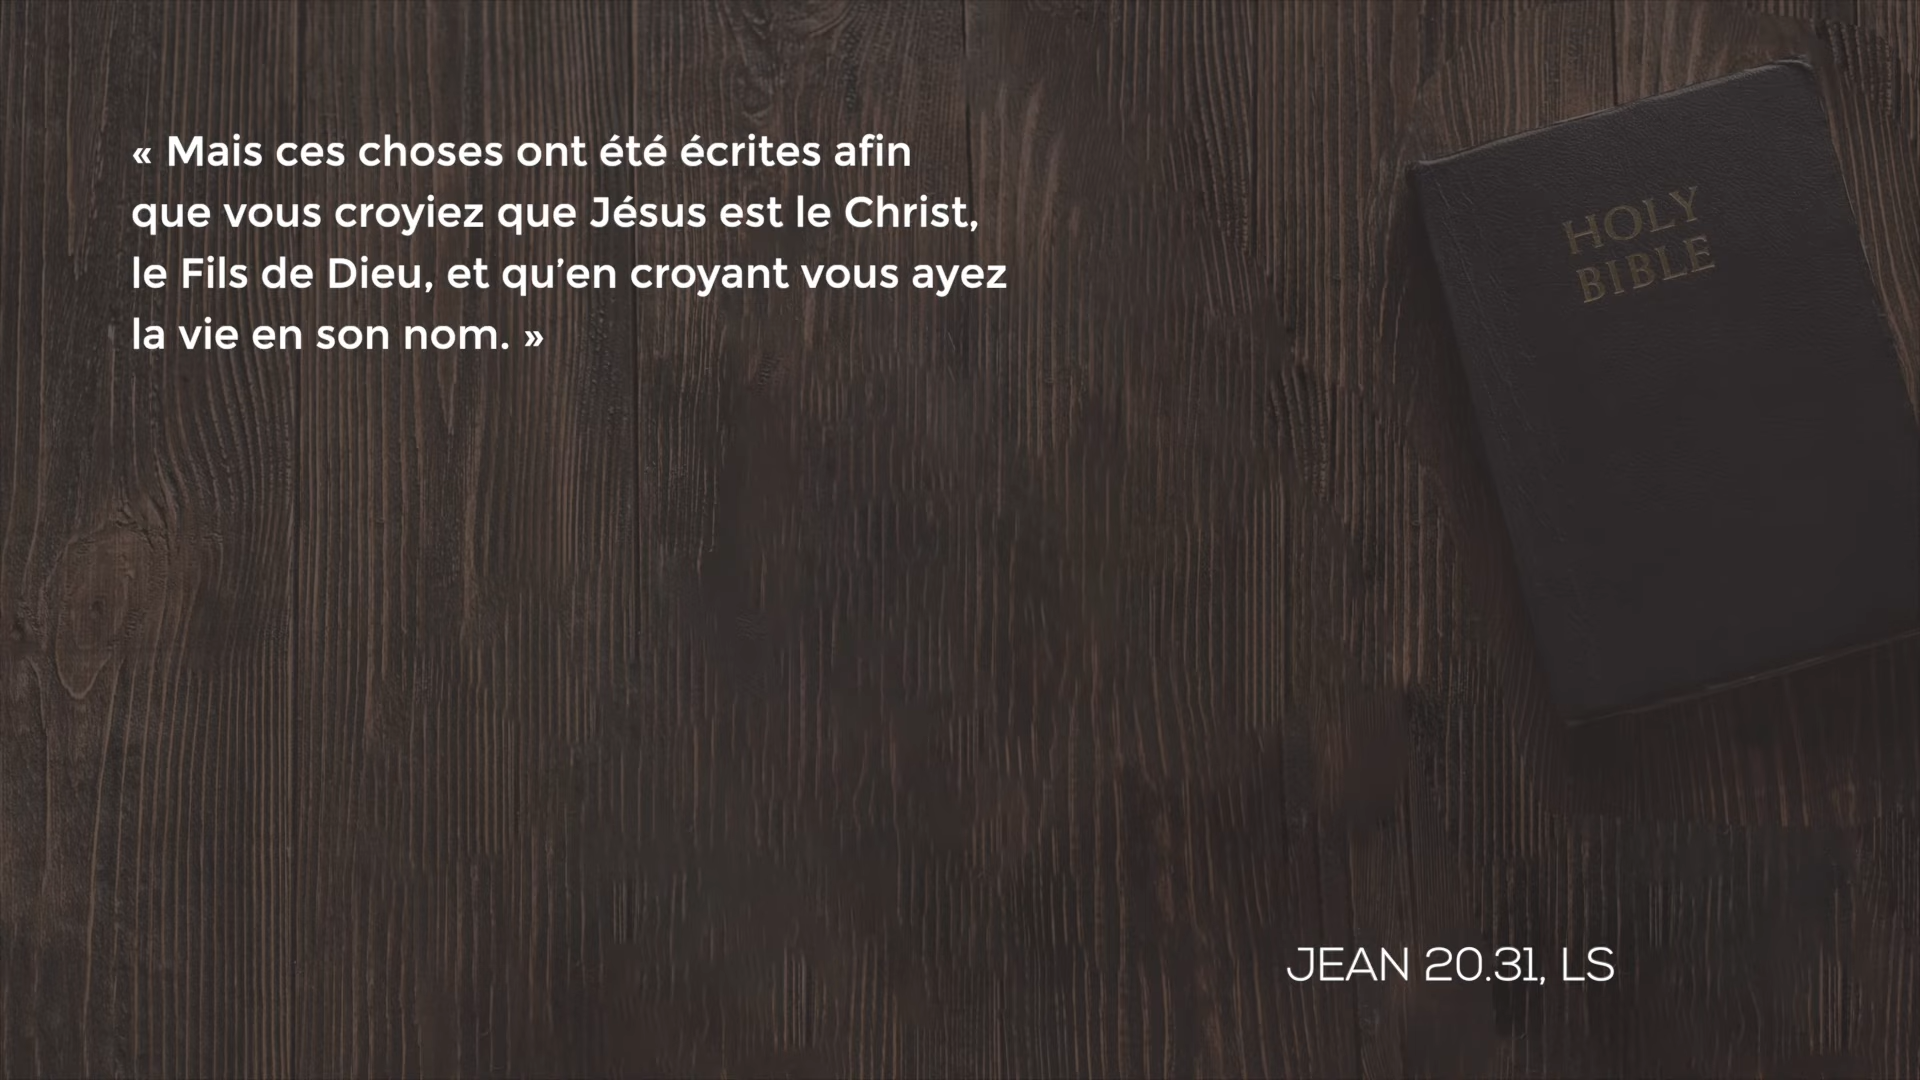 « Mais ces choses ont été écrites afin
que vous croyiez que Jésus est le Christ,
le Fils de Dieu, et qu’en croyant vous ayez
la vie en son nom. »
HOLY
BIBLE
JEAN 20.31, LS